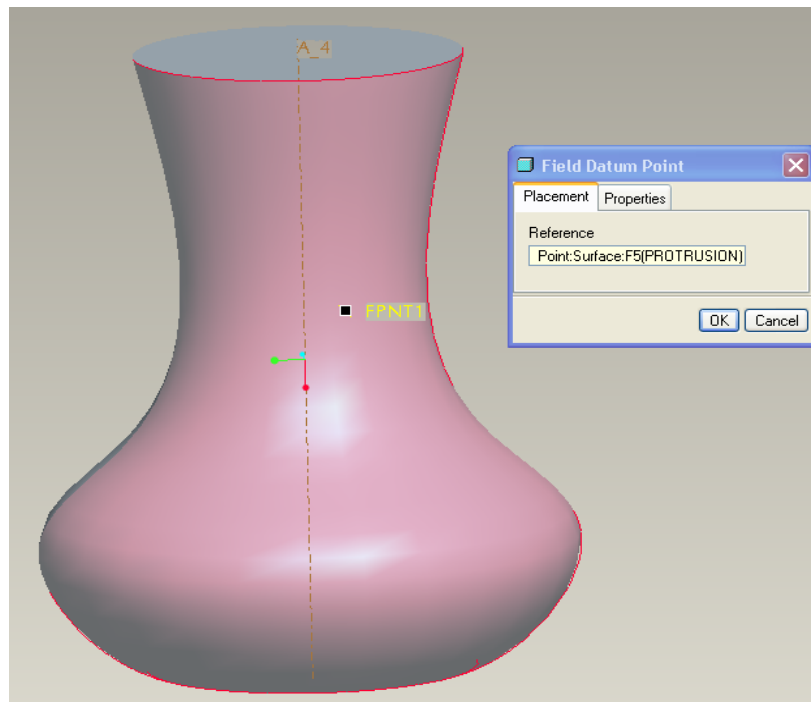 A_4
Field Datum Point
Placement Properties
Reference
Point:Surface:F5(PROTRUSION)
FPNT1
OK Cancel